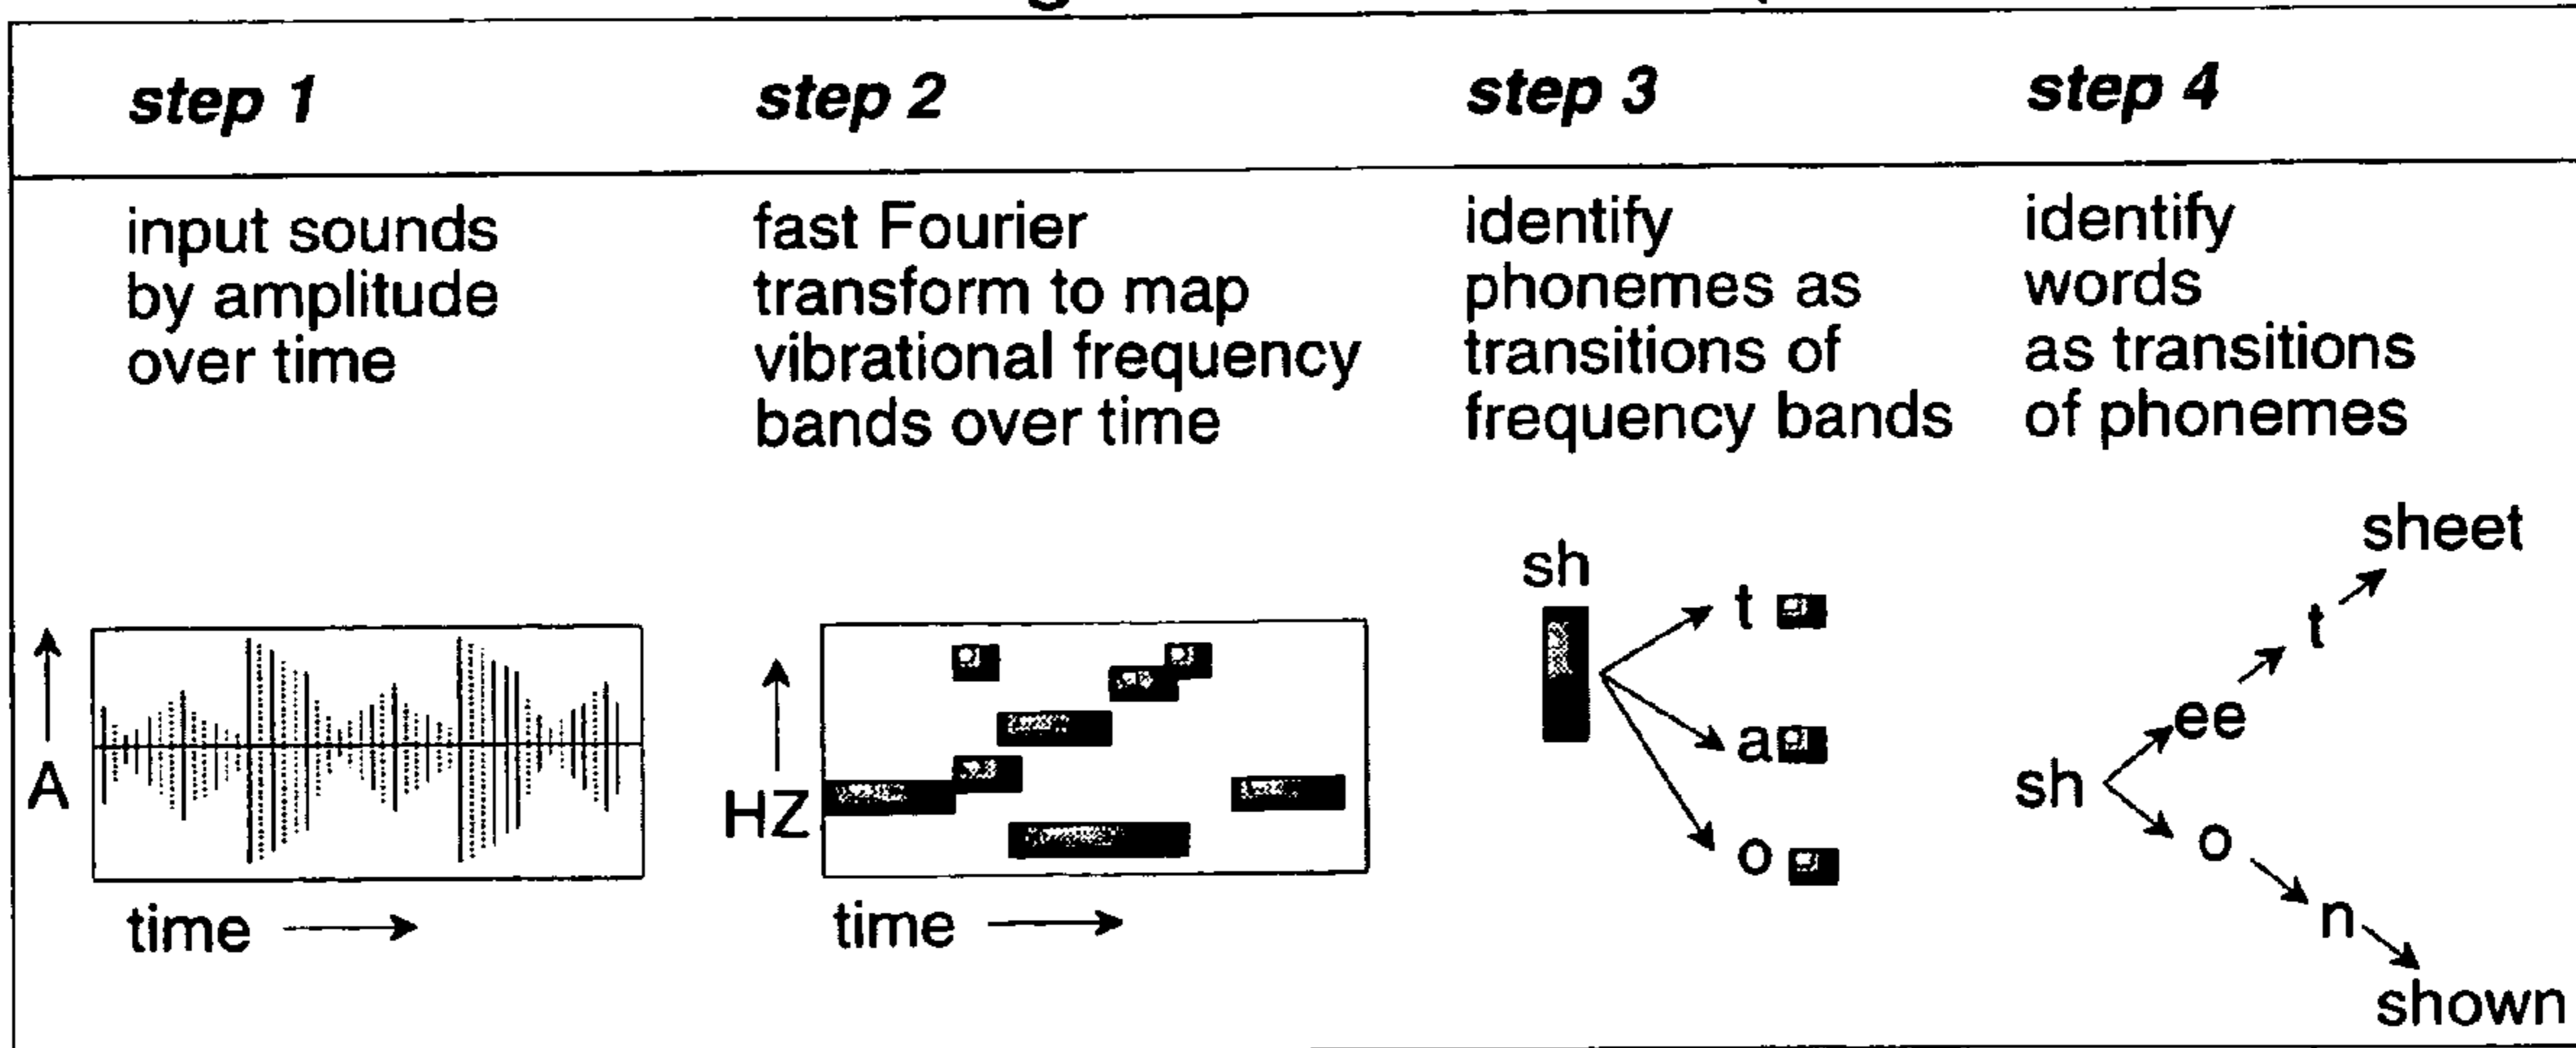 step 1
step 2
step 3
step 4
input sounds
by amplitude
over time
fast Fourier
transform to map
vibrational frequency
bands over time
identify
phonemes as
transitions of
frequency bands
identify
words
as transitions
of phonemes
A
time
HZ
time
sh
t
a
o
sh
ee
t
sheet
o
n
shown